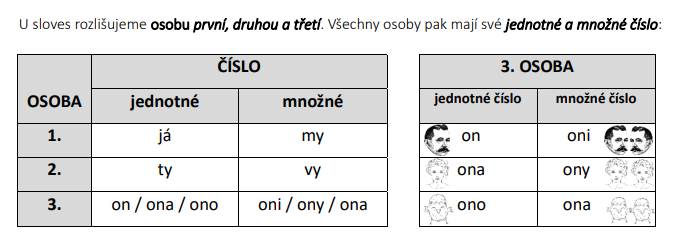 U sloves rozlišujeme osobu první, druhou a třetí. Všechny osoby pak mají své jednotné a množné číslo:
OSOBA ČÍSLO
jednotné množné
1. já my
2. ty vy
3. on / ona / ono oni / ony / ona
3. OSOBA
jednotné číslo množné číslo
on oni
ona ony
ono ona